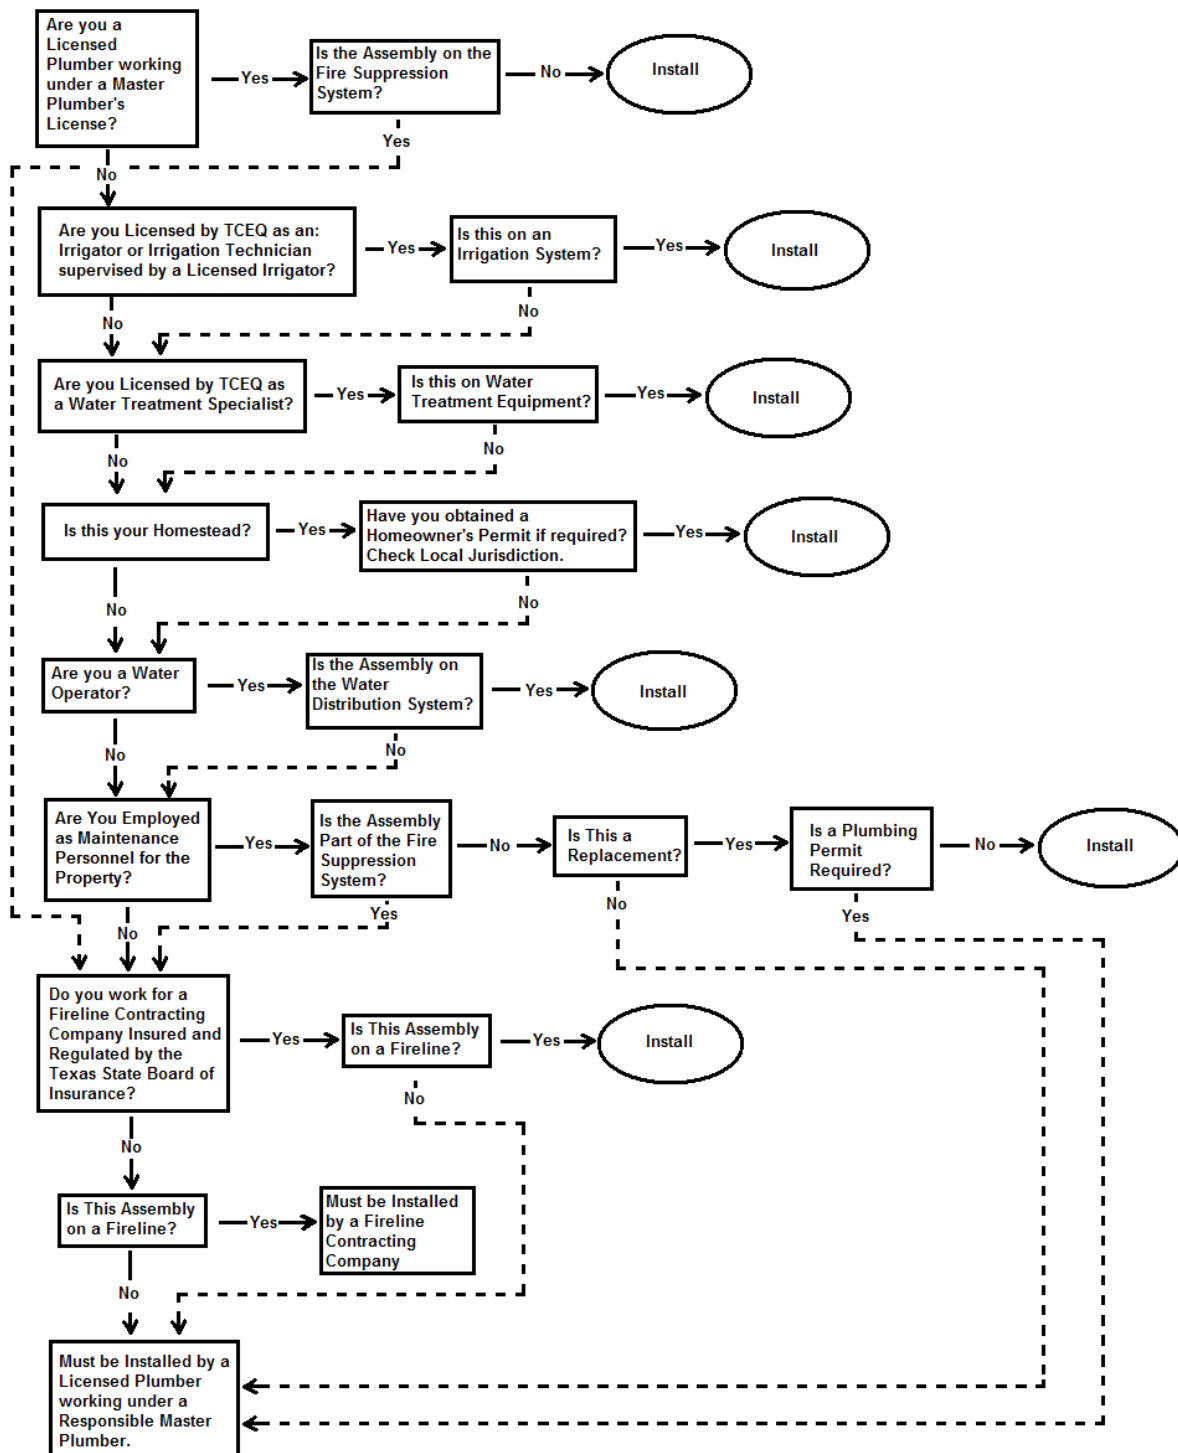 Are you a
Licensed
Plumber working
under a Master
Plumber's
License?
Yes
Is the Assembly on the
Fire Suppression
System?
No
Install
Yes
No
Are you Licensed by TCEQ as an:
Irrigator or Irrigation Technician
supervised by a Licensed Irrigator?
Yes
Is this on an
Irrigation System?
Yes
Install
No
No
Are you Licensed by TCEQ as
a Water Treatment Specialist?
Yes
Is this on Water
Treatment Equipment?
Yes
Install
No
No
Is this your Homestead?
Yes
Have you obtained a
Homeowner's Permit if required?
Check Local Jurisdiction.
Yes
Install
No
No
Are you a Water
Operator?
Yes
Is the Assembly on
the Water
Distribution System?
Yes
Install
No
No
Are You Employed
as Maintenance
Personnel for the
Property?
Yes
Is the Assembly
Part of the Fire
Suppression
System?
No
Is This a
Replacement?
Yes
Is a Plumbing
Permit
Required?
No
Install
No
Yes
No
Yes
Do you work for a
Fireline Contracting
Company Insured and
Regulated by the
Texas State Board of
Insurance?
Yes
Is This Assembly
on a Fireline?
Yes
Install
No
No
Is This Assembly
on a Fireline?
Yes
Must be Installed
by a Fireline
Contracting
Company
No
Must be Installed by a
Licensed Plumber
working under a
Responsible Master
Plumber.